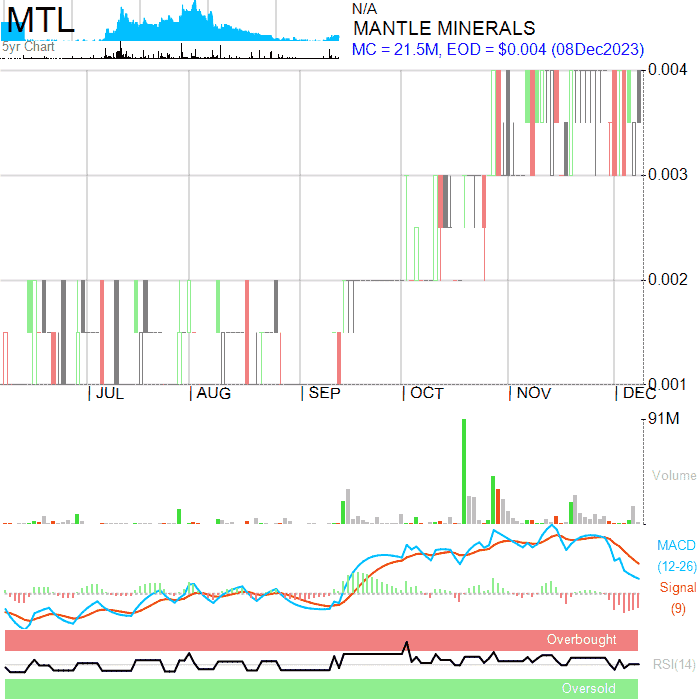 MTL
5yr Chart
N/A
MANTLE MINERALS
MC = 21.5M, EOD = $0.004 (08Dec2023)
0.004
0.003
0.002
0.001
JUL
AUG
SEP
OCT
NOV
DEC
91M
Volume
MACD
(12-26)
Signal
(9)
Overbought
RSI(14)
Oversold